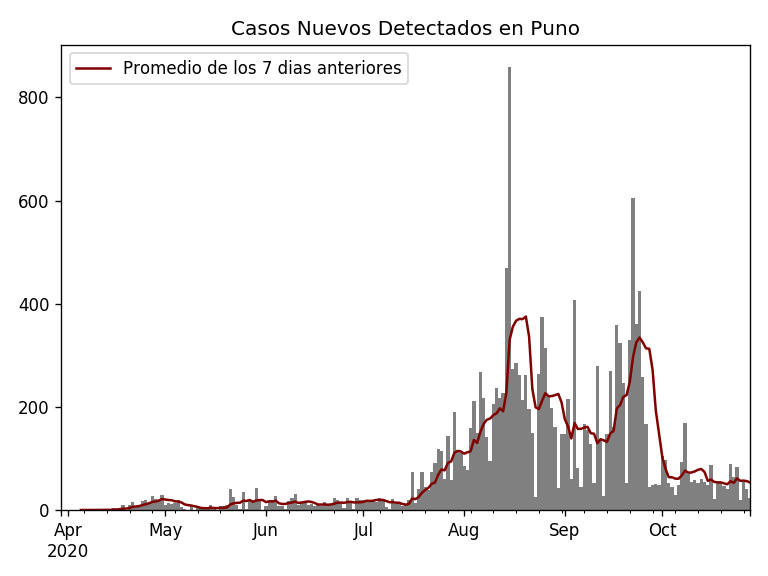 Casos Nuevos Detectados en Puno
Promedio de los 7 dias anteriores
800
600
400
200
0
Apr May Jun Jul Aug Sep Oct
2020